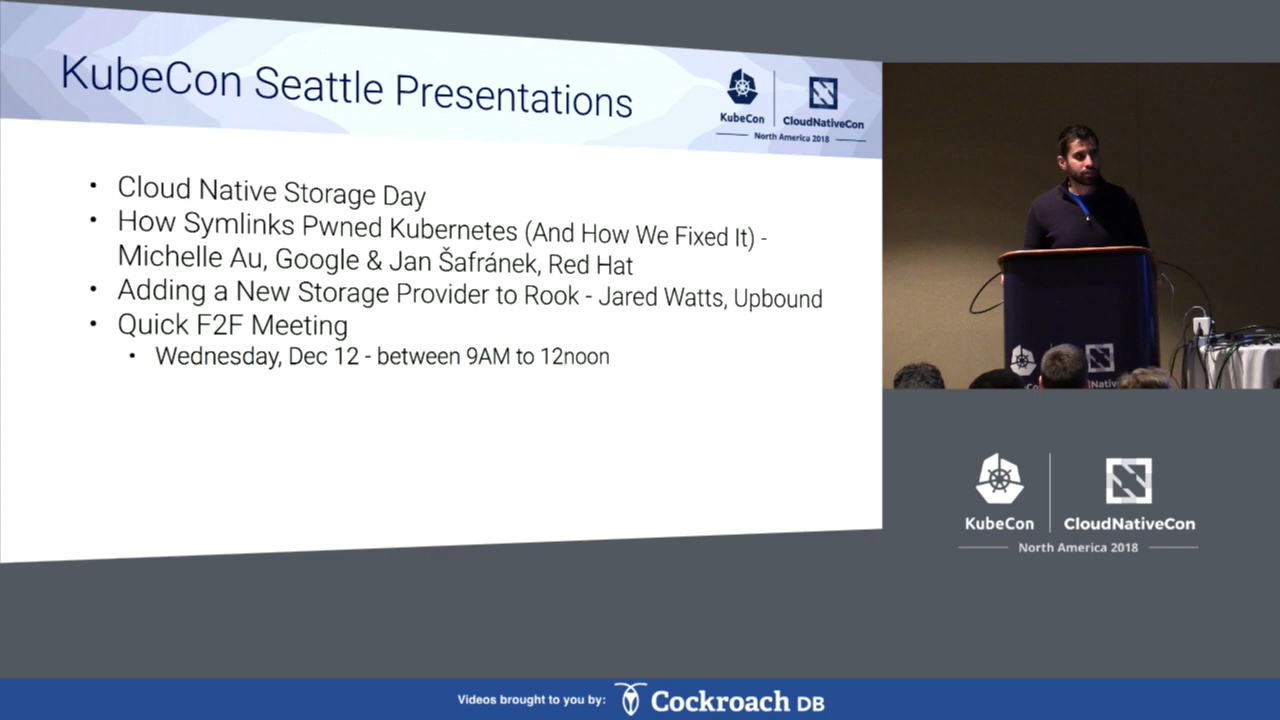 KubeCon Seattle Presentations
KubeCon
CloudNativeCon
North America 2018
• Cloud Native Storage Day
• How Symlinks Pwned Kubernetes (And How We Fixed It) -
Michelle Au, Google & Jan Šafránek, Red Hat
• Adding a New Storage Provider to Rook - Jared Watts, Upbound
• Quick F2F Meeting
• Wednesday, Dec 12 - between 9AM to 12noon
KubeCon
CloudNativeCon
North America 2018
Videos brought to you by: Cockroach DB